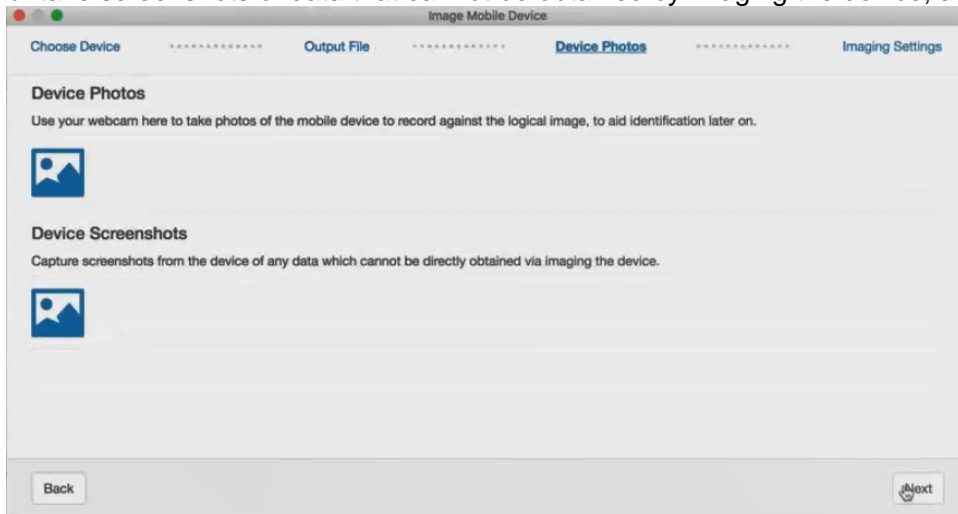 Image Mobile Device
Choose Device Output File Device Photos Imaging Settings
Device Photos
Use your webcam here to take photos of the mobile device to record against the logical image, to aid identification later on.
Device Screenshots
Capture screenshots from the device of any data which cannot be directly obtained via imaging the device.
Back Next